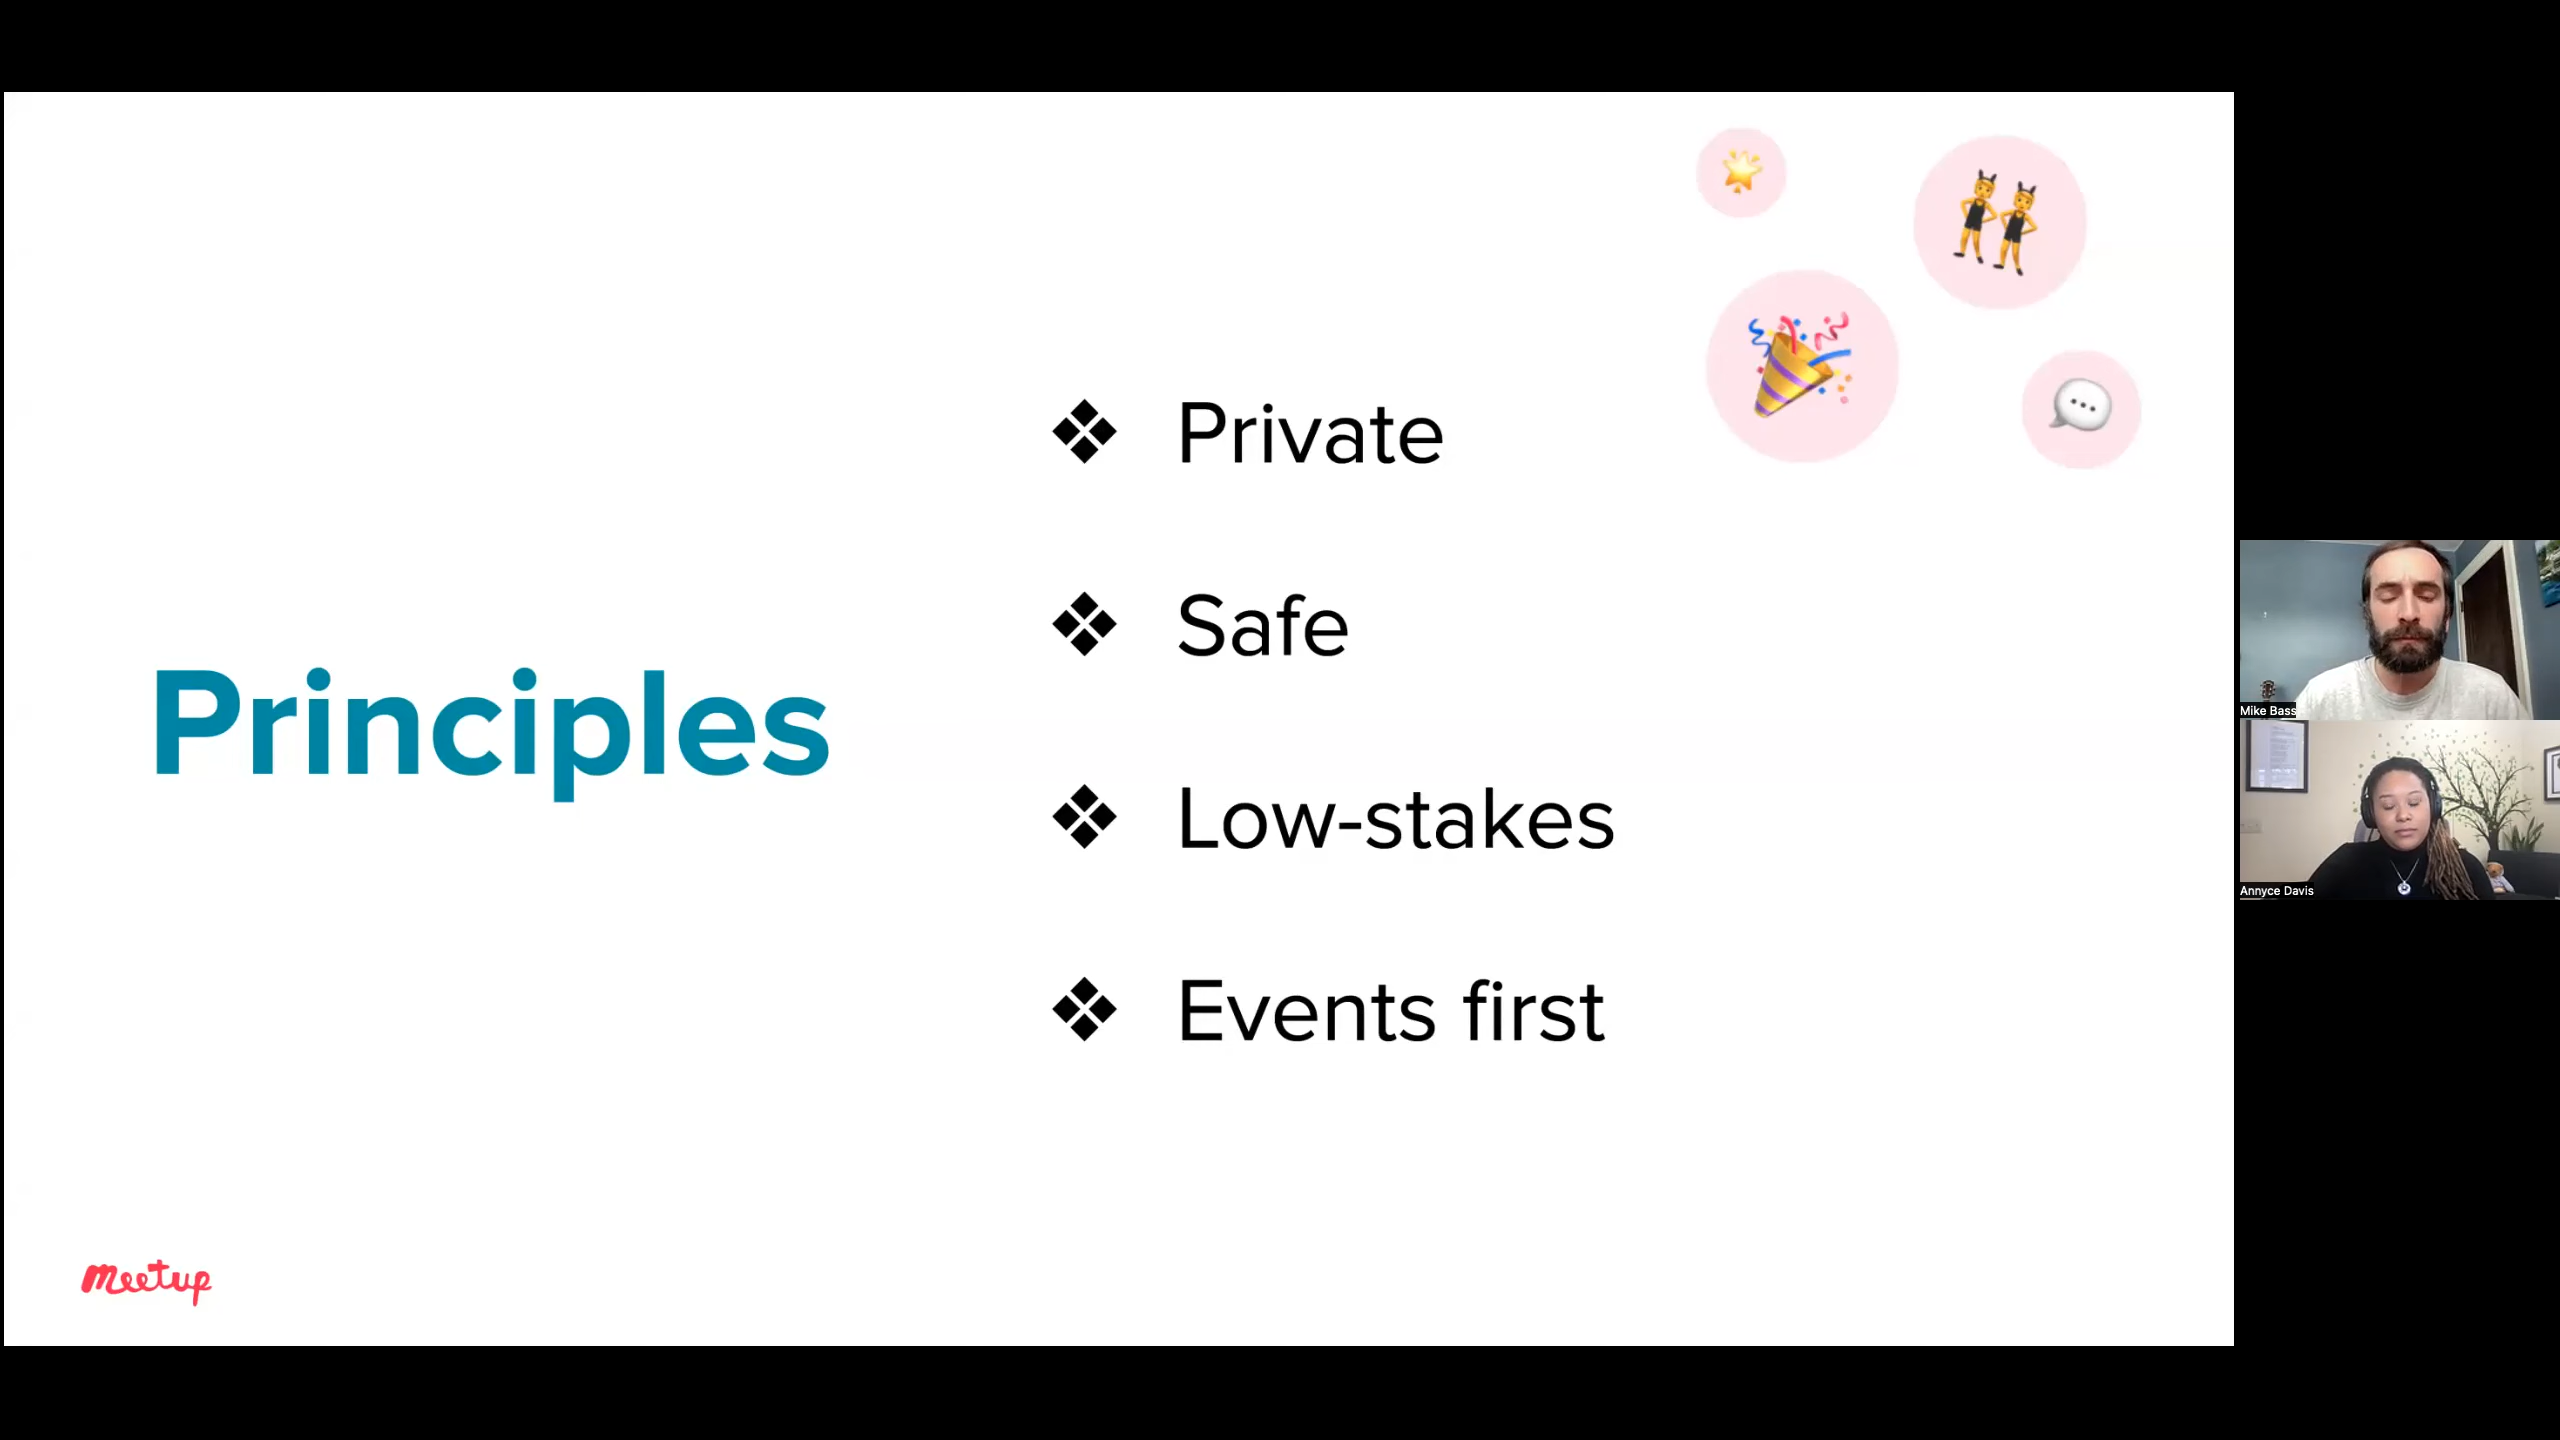 Principles
Private
Safe
Low-stakes
Events first
meetup
Mike Bass
Annyce Davis